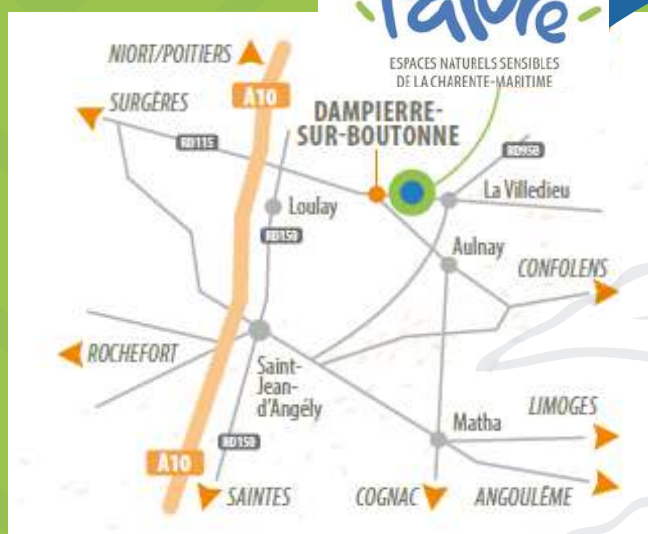 ESPACES NATURELS SENSIBLES
DE LA CHARENTE-MARITIME
NIORT/POITIERS
A10
SURGÈRES
DAMPIERRE-
SUR-BOUTONNE
RD115
RD950
La Villedieu
Loulay
RD150
Aulnay
CONFOLENS
ROCHEFORT
Saint-
Jean-
d'Angély
LIMOGES
Matha
RD150
A10
SAINTES
COGNAC
ANGOULÊME